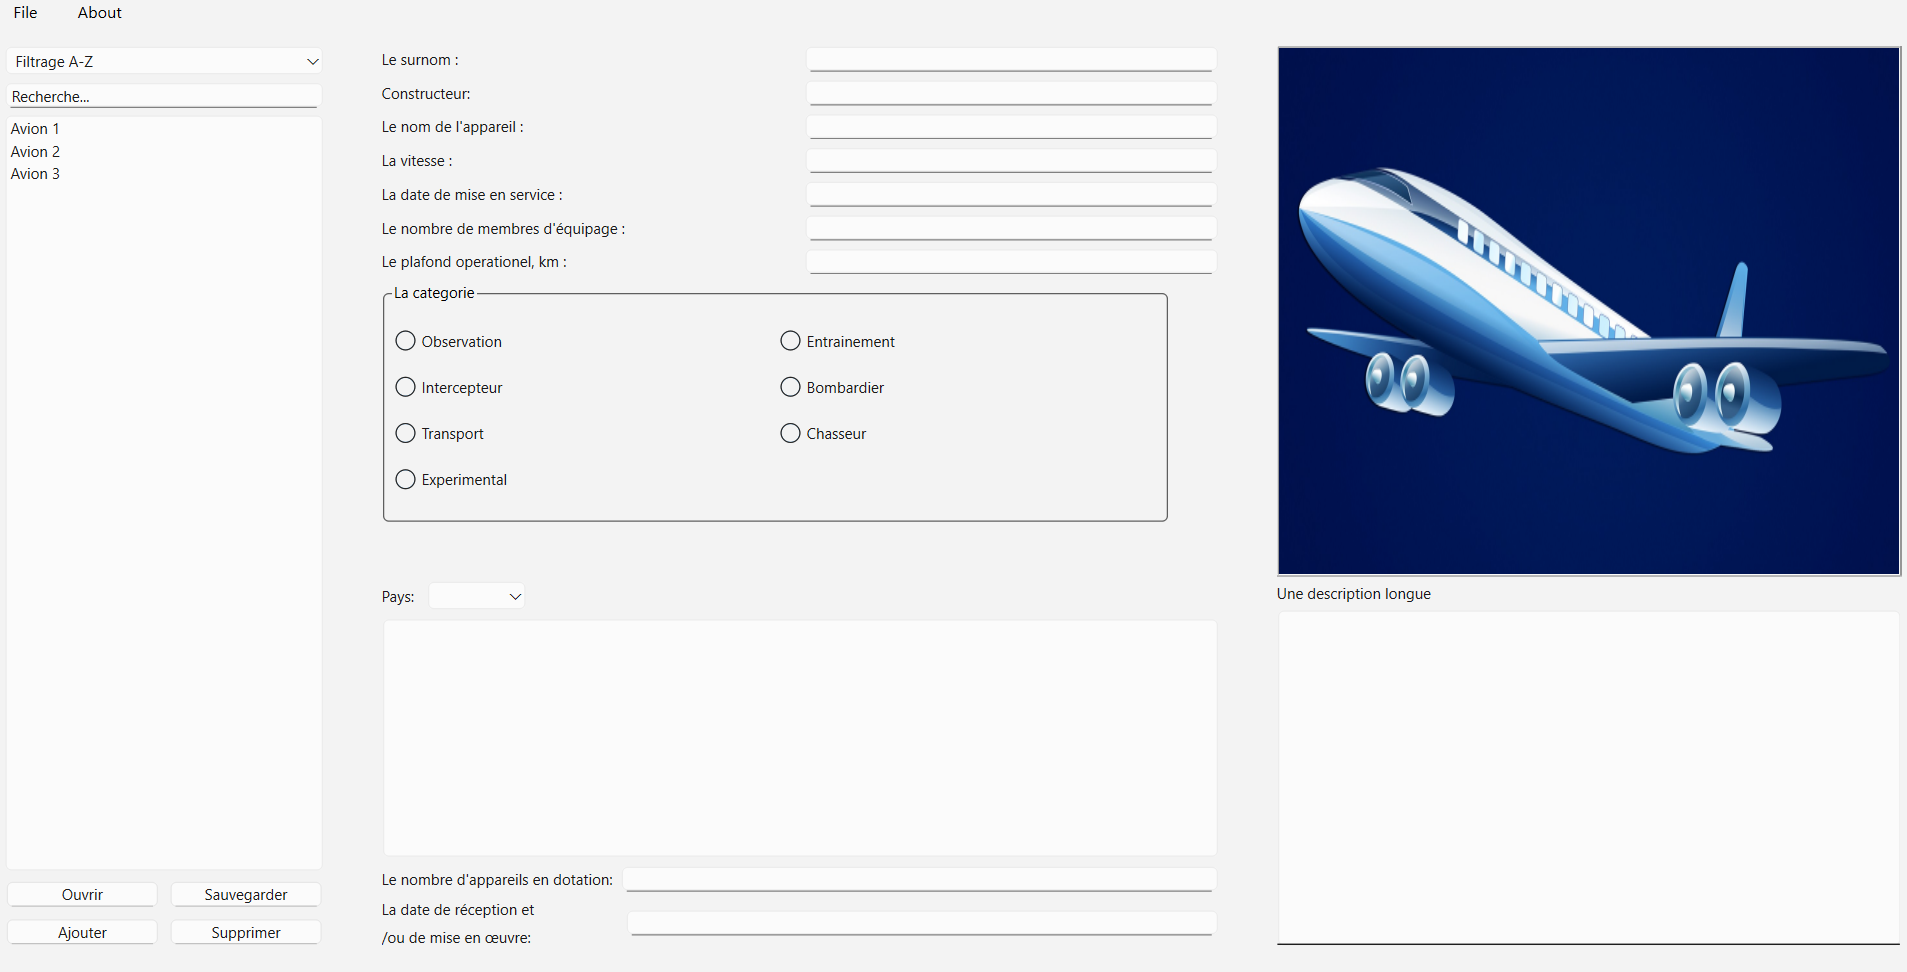 File About
Filtrage A-Z
Recherche...
Avion 1
Avion 2
Avion 3
Ouvrir Sauvegarder
Ajouter Supprimer
Le surnom :
Constructeur:
Le nom de l'appareil :
La vitesse :
La date de mise en service :
Le nombre de membres d'équipage :
Le plafond operationel, km :
La categorie
Observation Entrainement
Intercepteur Bombardier
Transport Chasseur
Experimental
Pays:
Le nombre d'appareils en dotation:
La date de réception et
/ou de mise en œuvre:
Une description longue